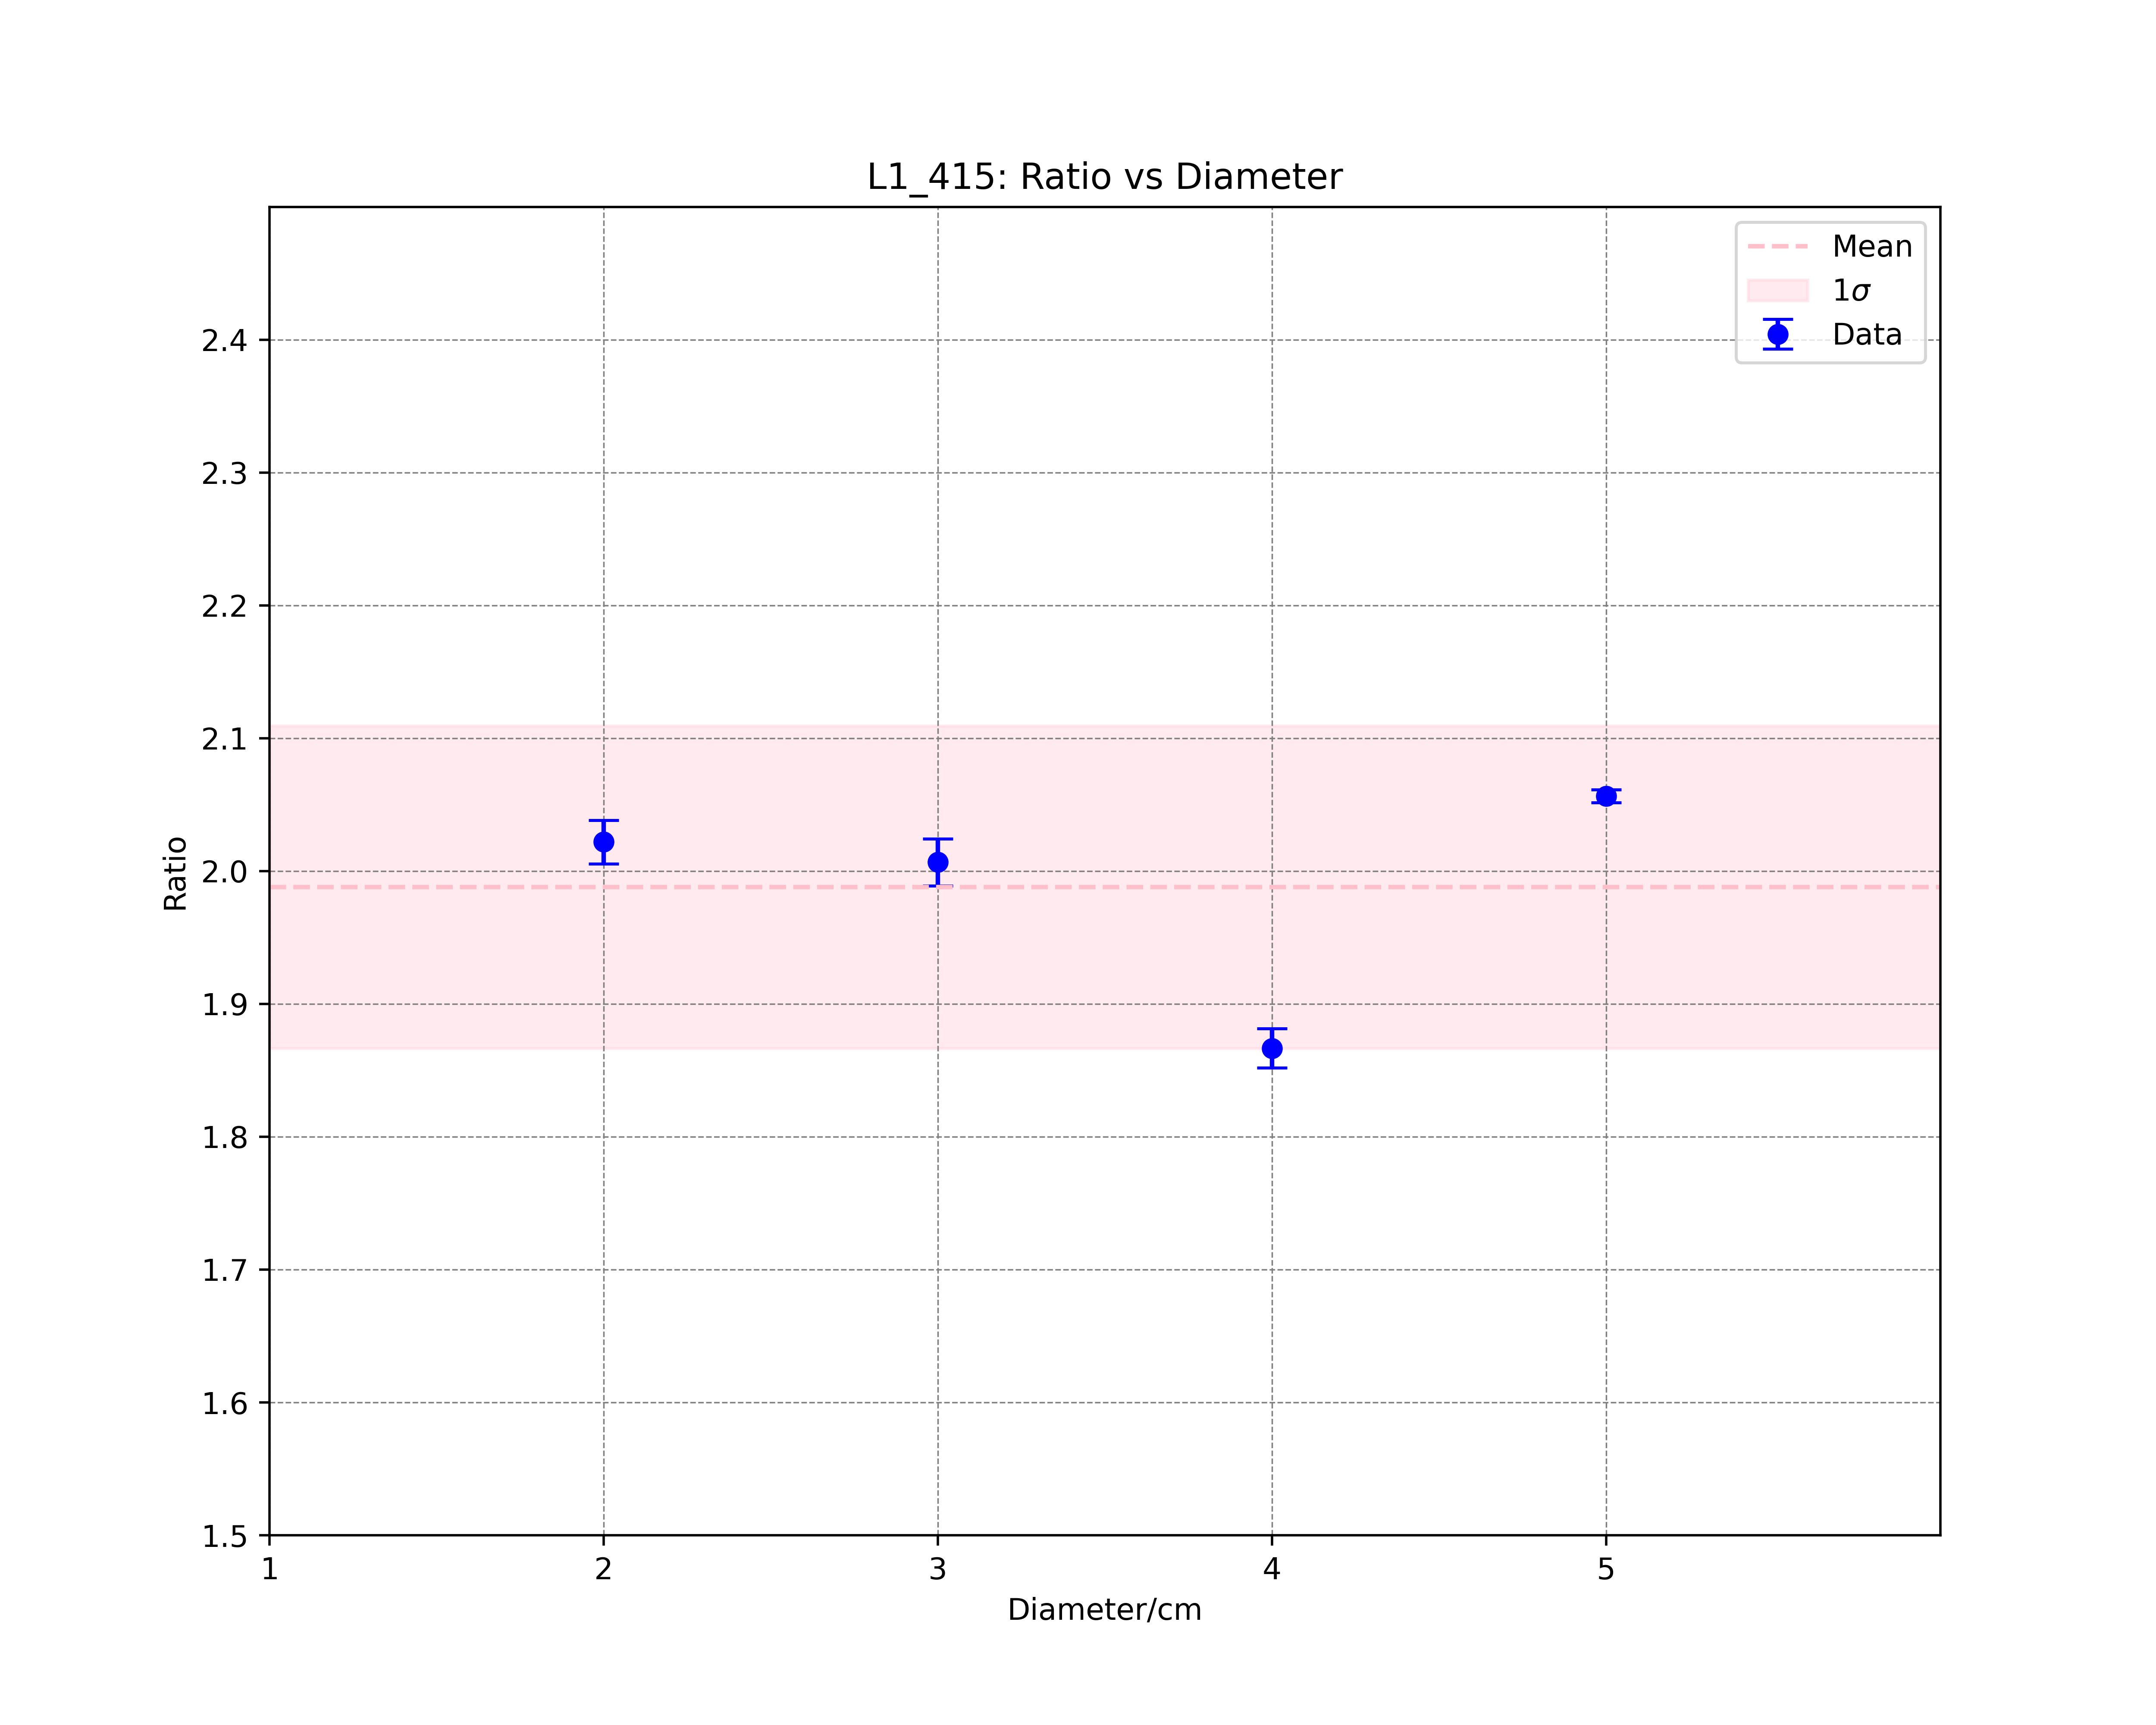 L1_415: Ratio vs Diameter
Mean
1σ
Data
2.4
2.3
2.2
2.1
2.0
1.9
1.8
1.7
1.6
1.5
Ratio
1 2 3 4 5
Diameter/cm